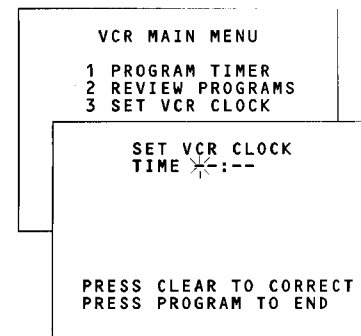 VCR MAIN MENU
1 PROGRAM TIMER
2 REVIEW PROGRAMS
3 SET VCR CLOCK
SET VCR CLOCK
TIME --:--
PRESS CLEAR TO CORRECT
PRESS PROGRAM TO END